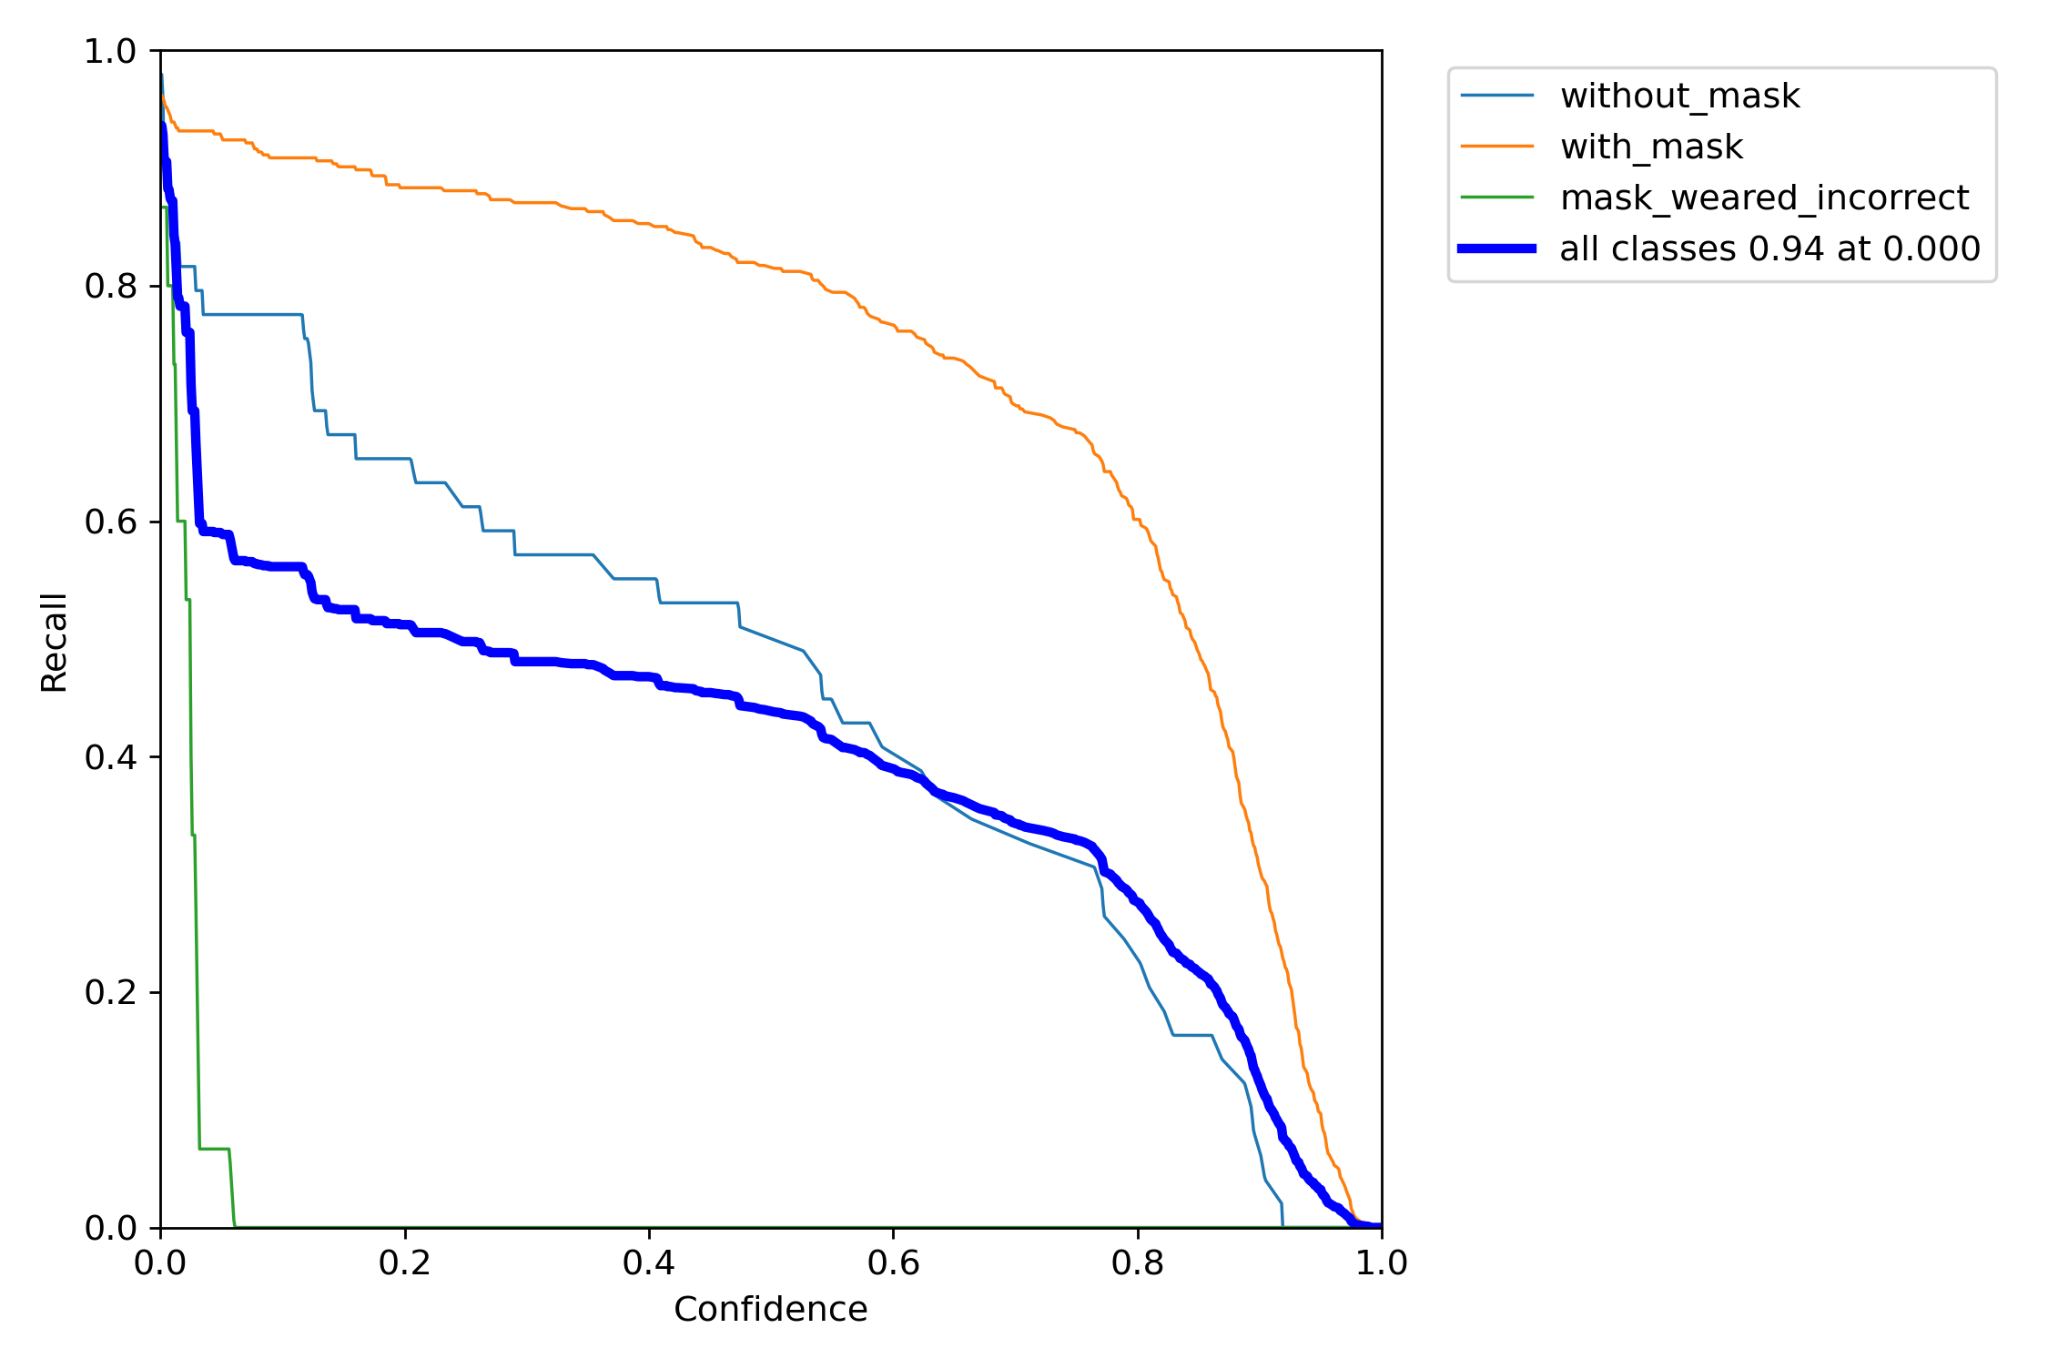 1.0
0.8
0.6
0.4
0.2
0.0
Recall
0.0 0.2 0.4 0.6 0.8 1.0
Confidence
without_mask
with_mask
mask_weared_incorrect
all classes 0.94 at 0.000